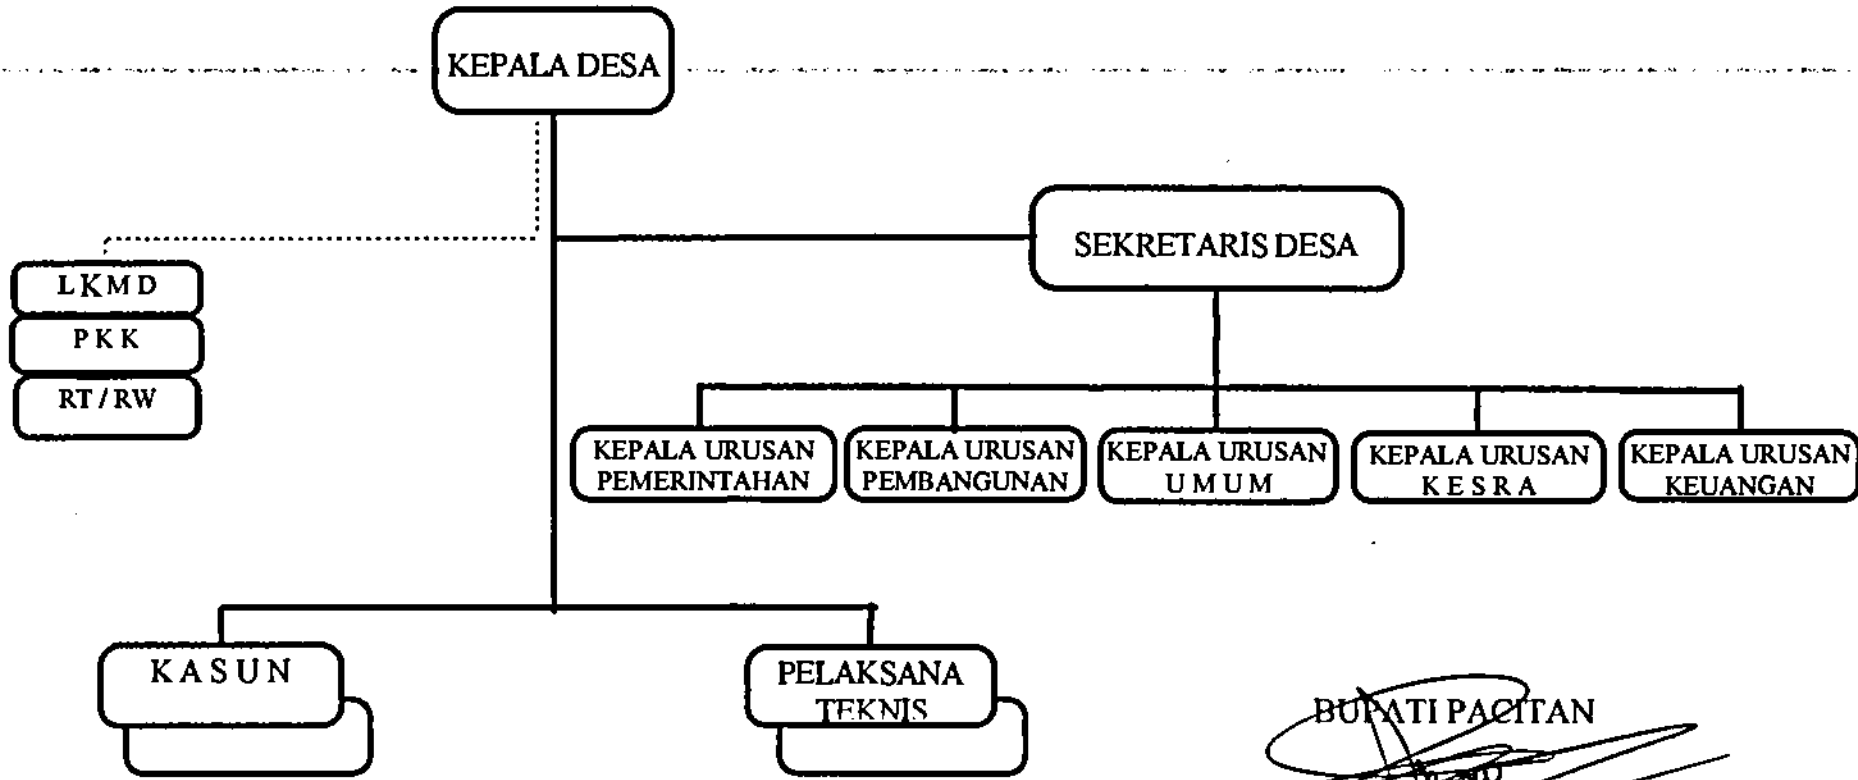 KEPALA DESA
SEKRETARIS DESA
LKMD
PKK
RT / RW
KEPALA URUSAN
PEMERINTAHAN
KEPALA URUSAN
PEMBANGUNAN
KEPALA URUSAN
UMUM
KEPALA URUSAN
KESRA
KEPALA URUSAN
KEUANGAN
KASUN
PELAKSANA
TEKNIS
BUPATI PACITAN